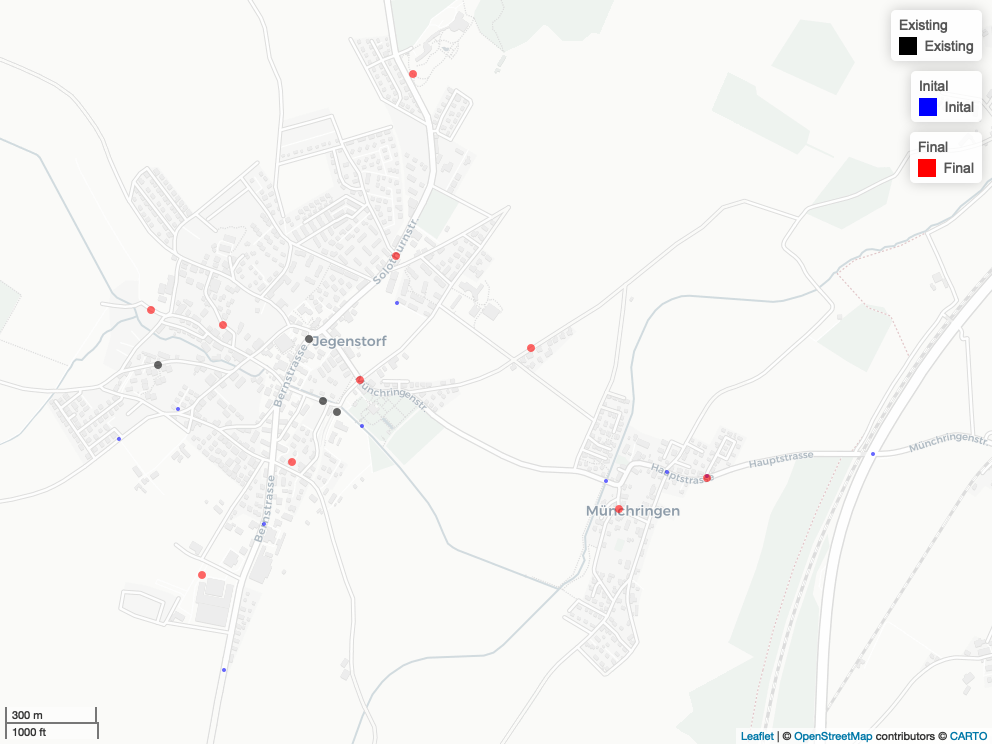 Existing
Existing
Inital
Inital
Final
Final
Solothurnstr.
Jegenstorf
Bernstrasse
Münchringenstr.
Münchringenstr.
Hauptstrasse
Hauptstrasse
Münchringen
Bernstrasse
300 m
1000 ft
Leaflet | © OpenStreetMap contributors © CARTO